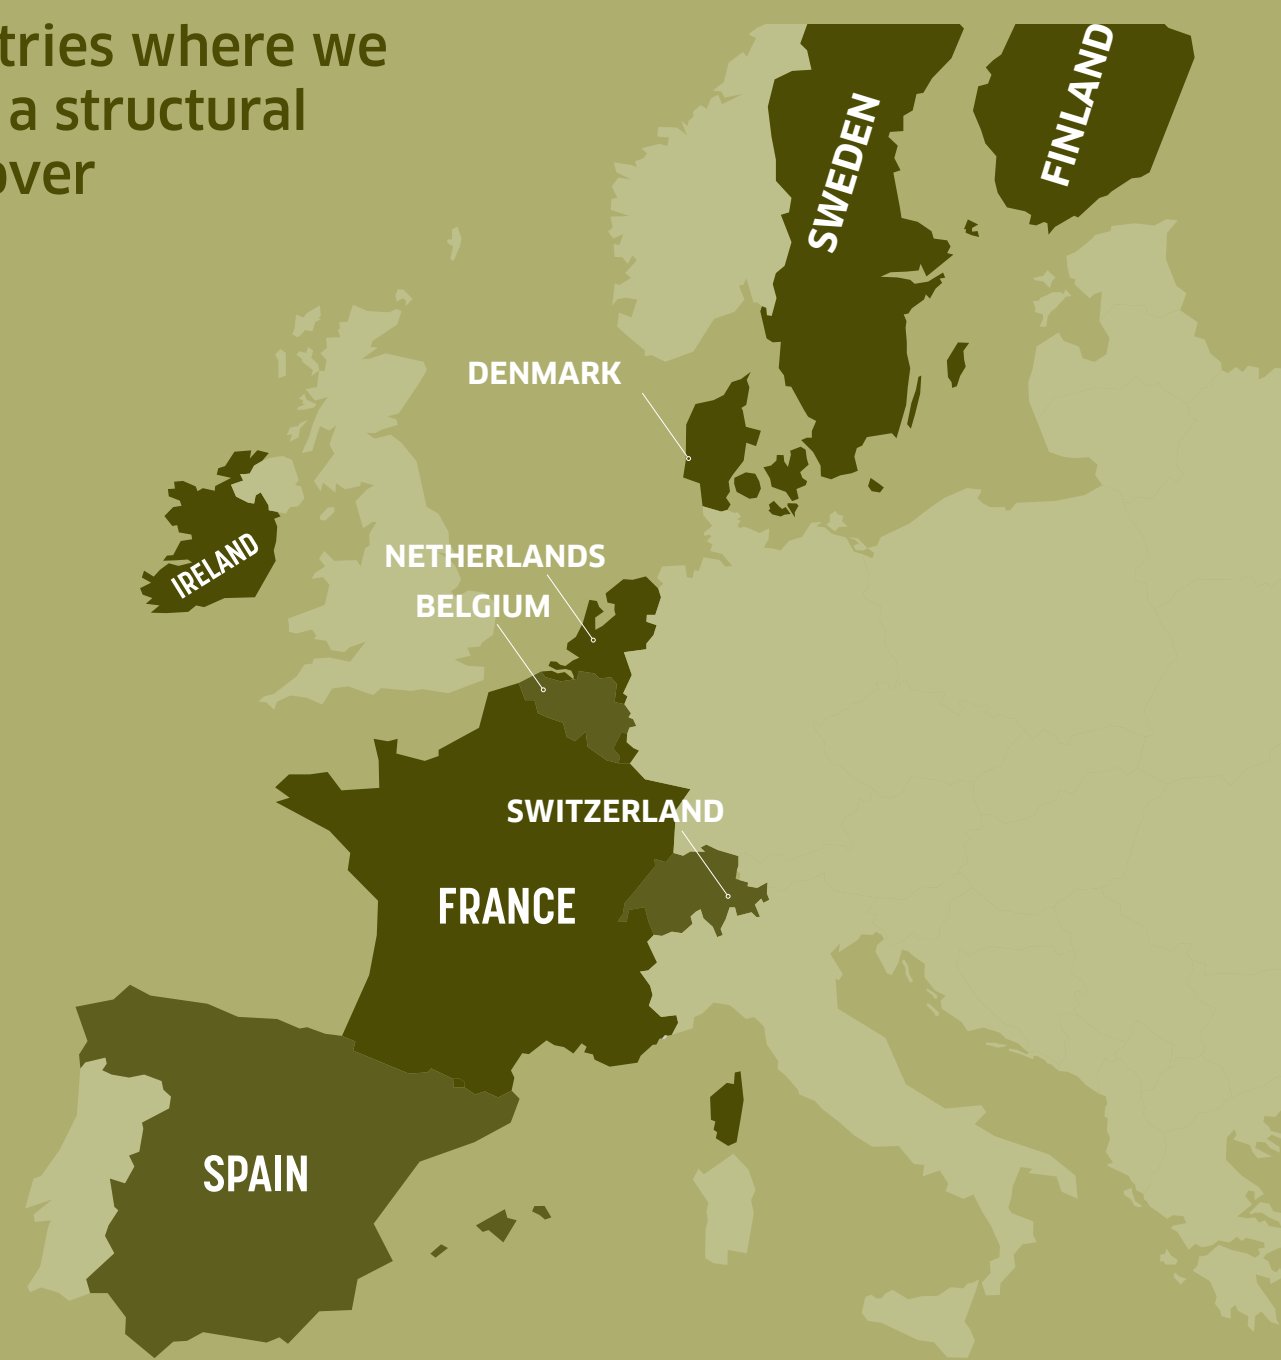 tries where we
a structural
over
FINLAND
SWEDEN
DENMARK
NETHERLANDS
IRELAND
BELGIUM
SWITZERLAND
FRANCE
SPAIN